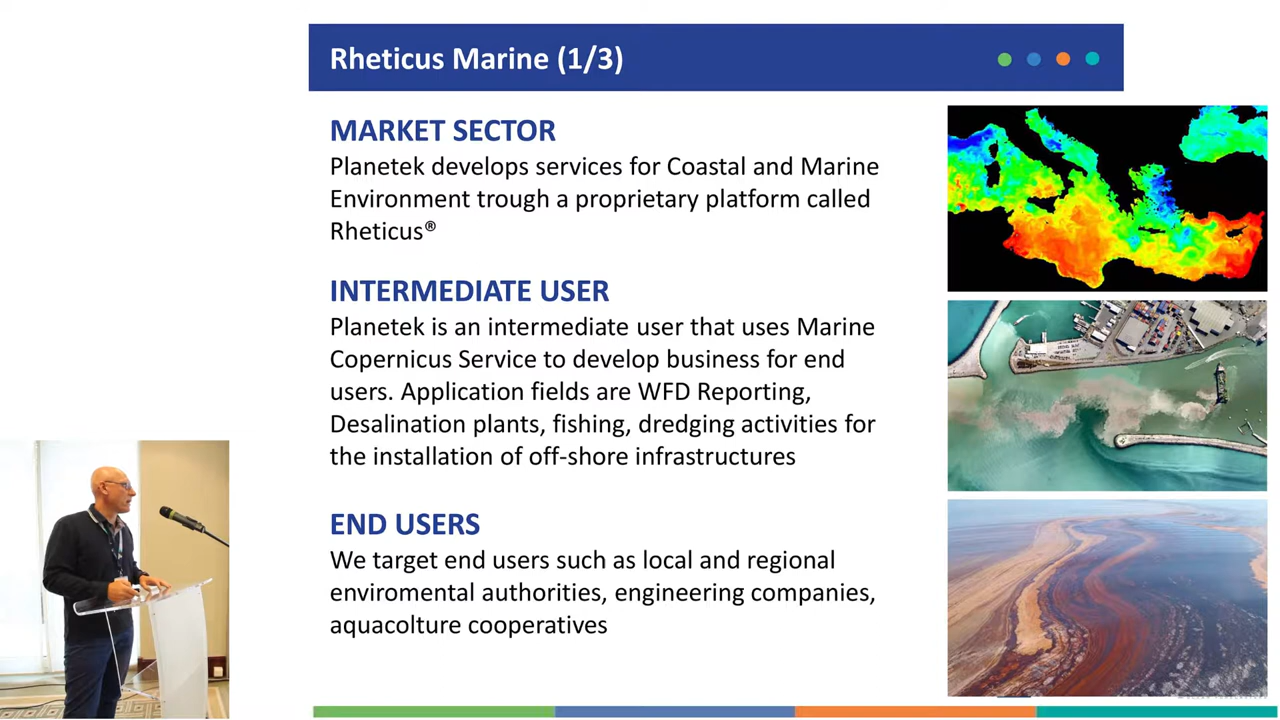 Rheticus Marine (1/3)
MARKET SECTOR
Planetek develops services for Coastal and Marine
Environment trough a proprietary platform called
Rheticus®
INTERMEDIATE USER
Planetek is an intermediate user that uses Marine
Copernicus Service to develop business for end
users. Application fields are WFD Reporting,
Desalination plants, fishing, dredging activities for
the installation of off-shore infrastructures
END USERS
We target end users such as local and regional
enviromental authorities, engineering companies,
aquacolture cooperatives